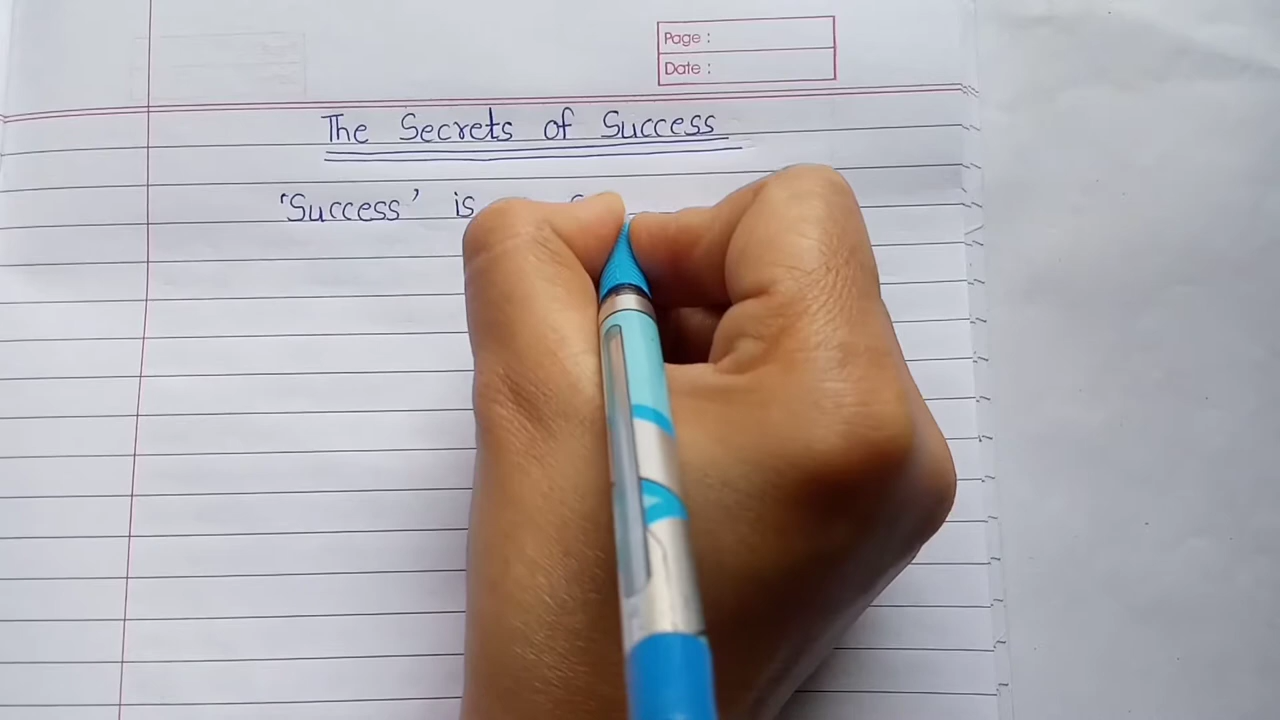 Page :
Date :
The Secrets of Success
'Success' is